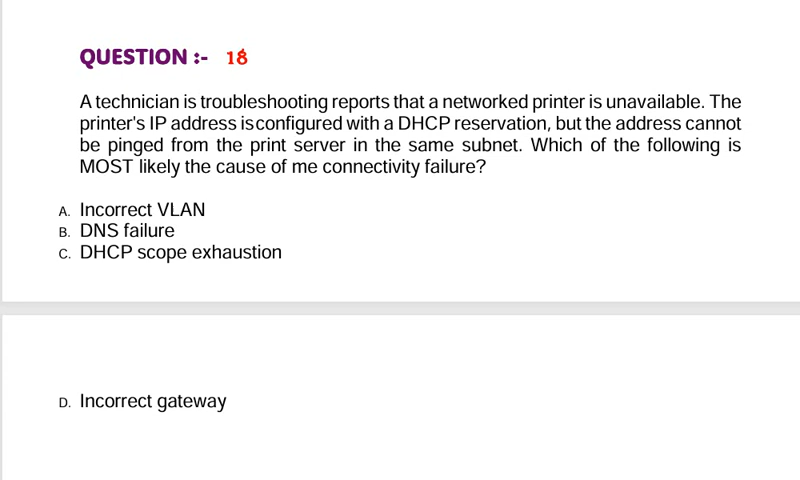 QUESTION :- 18
A technician is troubleshooting reports that a networked printer is unavailable. The
printer's IP address is configured with a DHCP reservation, but the address cannot
be pinged from the print server in the same subnet. Which of the following is
MOST likely the cause of me connectivity failure?
A. Incorrect VLAN
B. DNS failure
C. DHCP scope exhaustion
D. Incorrect gateway